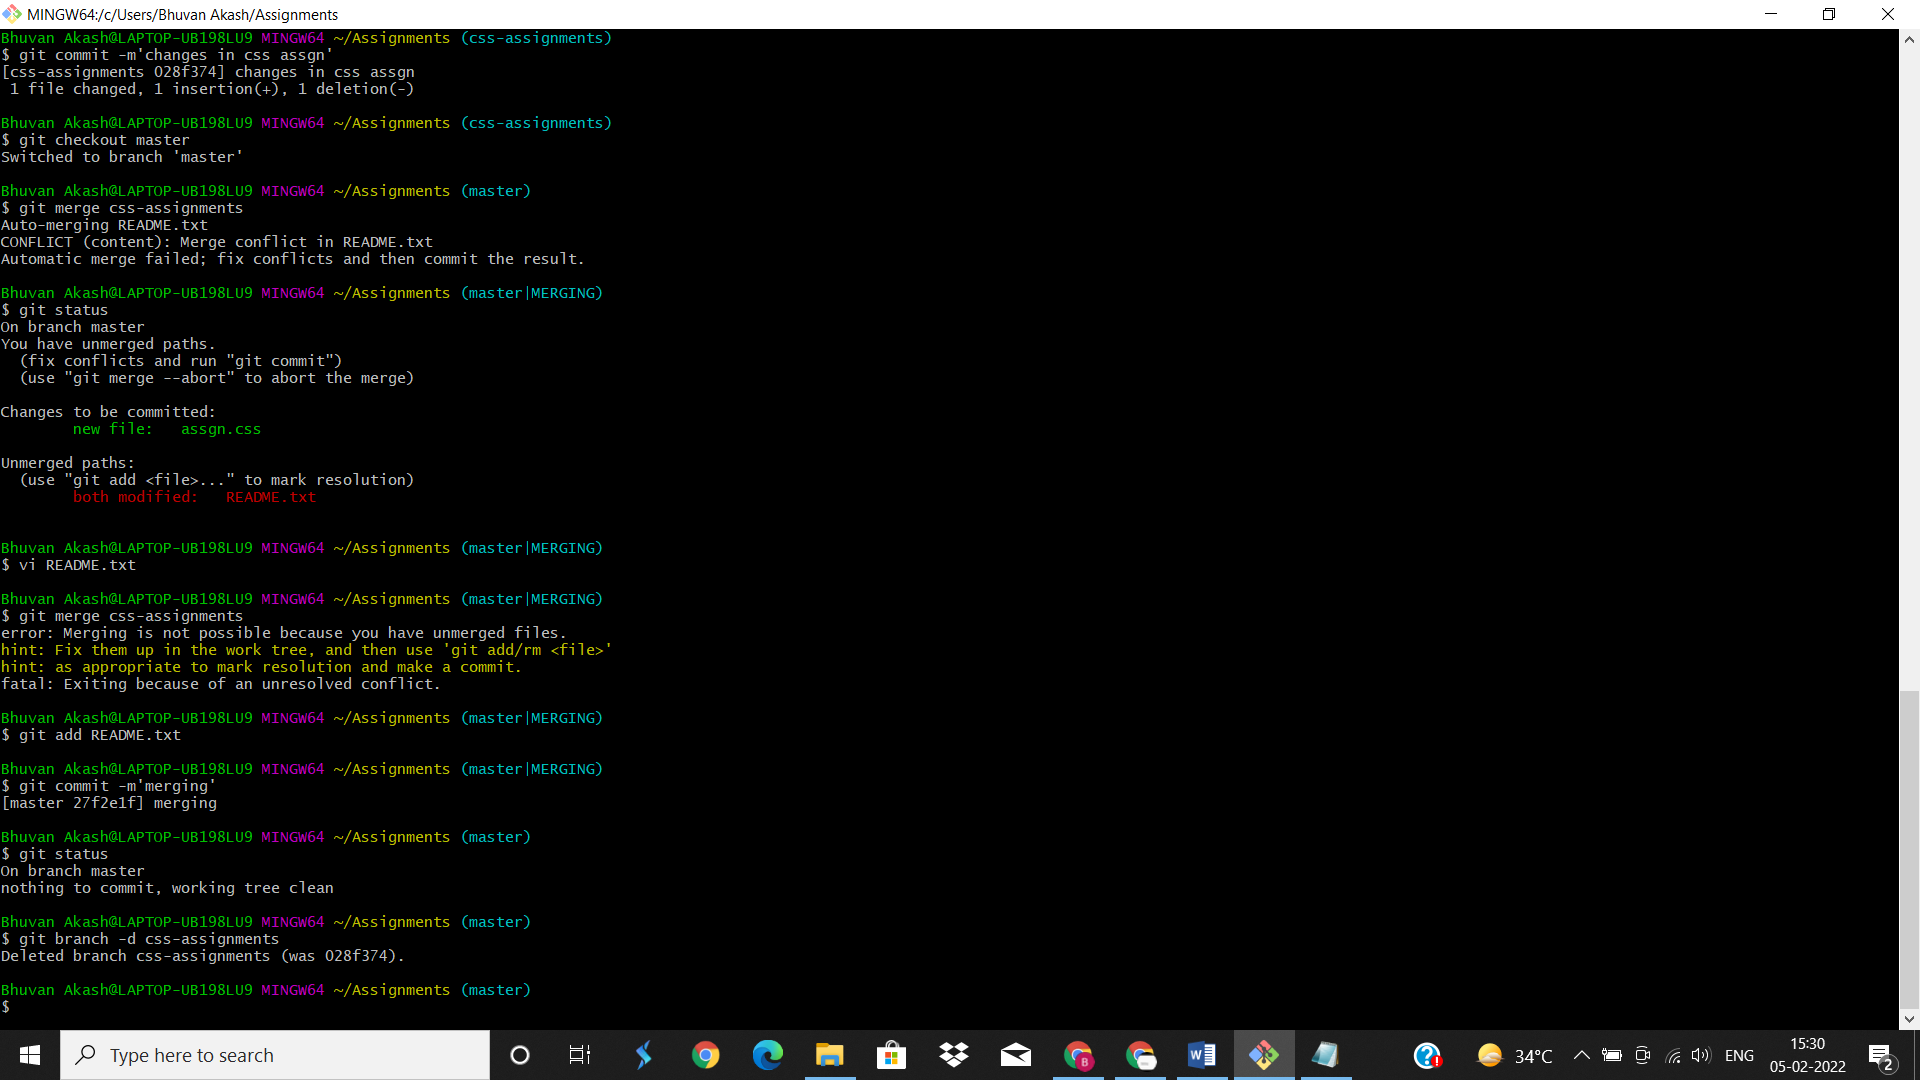 MINGW64:/c/Users/Bhuvan Akash/Assignments
Bhuvan Akash@LAPTOP-UB198LU9 MINGW64 ~/Assignments (css-assignments)
$ git commit -m'changes in css assgn'
[css-assignments 028f374] changes in css assgn
 1 file changed, 1 insertion(+), 1 deletion(-)
Bhuvan Akash@LAPTOP-UB198LU9 MINGW64 ~/Assignments (css-assignments)
$ git checkout master
Switched to branch 'master'
Bhuvan Akash@LAPTOP-UB198LU9 MINGW64 ~/Assignments (master)
$ git merge css-assignments
Auto-merging README.txt
CONFLICT (content): Merge conflict in README.txt
Automatic merge failed; fix conflicts and then commit the result.
Bhuvan Akash@LAPTOP-UB198LU9 MINGW64 ~/Assignments (master|MERGING)
$ git status
On branch master
You have unmerged paths.
  (fix conflicts and run "git commit")
  (use "git merge --abort" to abort the merge)
Changes to be committed:
        new file:   assgn.css
Unmerged paths:
  (use "git add <file>..." to mark resolution)
        both modified:   README.txt
Bhuvan Akash@LAPTOP-UB198LU9 MINGW64 ~/Assignments (master|MERGING)
$ vi README.txt
Bhuvan Akash@LAPTOP-UB198LU9 MINGW64 ~/Assignments (master|MERGING)
$ git merge css-assignments
error: Merging is not possible because you have unmerged files.
hint: Fix them up in the work tree, and then use 'git add/rm <file>'
hint: as appropriate to mark resolution and make a commit.
fatal: Exiting because of an unresolved conflict.
Bhuvan Akash@LAPTOP-UB198LU9 MINGW64 ~/Assignments (master|MERGING)
$ git add README.txt
Bhuvan Akash@LAPTOP-UB198LU9 MINGW64 ~/Assignments (master|MERGING)
$ git commit -m'merging'
[master 27f2e1f] merging
Bhuvan Akash@LAPTOP-UB198LU9 MINGW64 ~/Assignments (master)
$ git status
On branch master
nothing to commit, working tree clean
Bhuvan Akash@LAPTOP-UB198LU9 MINGW64 ~/Assignments (master)
$ git branch -d css-assignments
Deleted branch css-assignments (was 028f374).
Bhuvan Akash@LAPTOP-UB198LU9 MINGW64 ~/Assignments (master)
$
Type here to search
34°C
ENG
15:30
05-02-2022
2